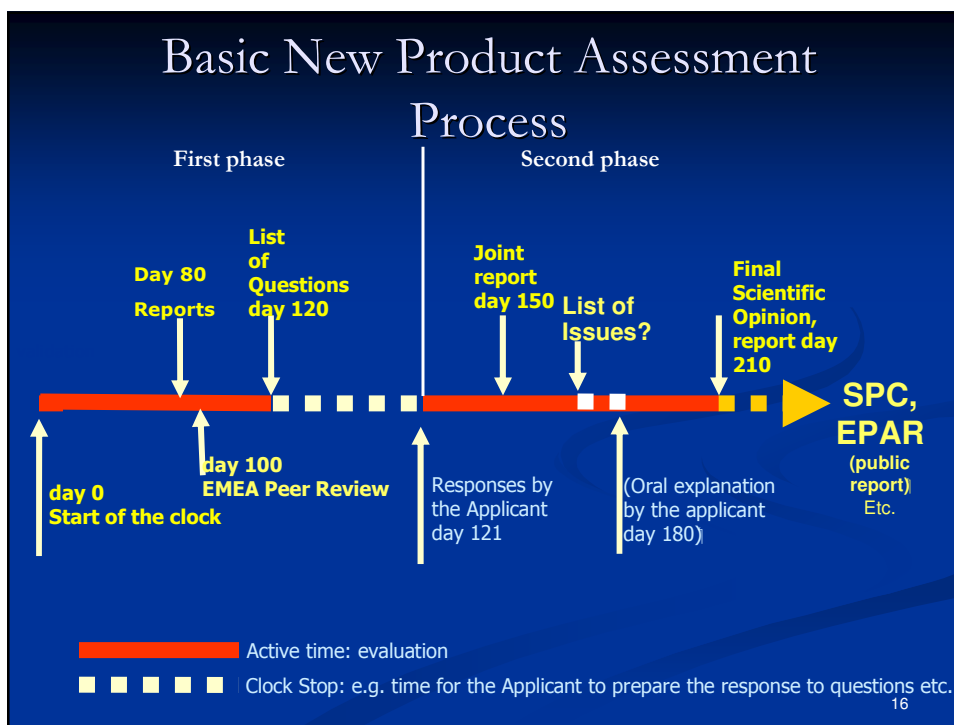 Basic New Product Assessment
Process
First phase
Second phase
Day 80
Reports
List
of
Questions
day 120
Joint
report
day 150
List of
Issues?
Final
Scientific
Opinion,
report day
210
SPC,
EPAR
(public
report)
Etc.
day 0
Start of the clock
day 100
EMEA Peer Review
Responses by
the Applicant
day 121
(Oral explanation
by the applicant
day 180)
Active time: evaluation
Clock Stop: e.g. time for the Applicant to prepare the response to questions etc.
16